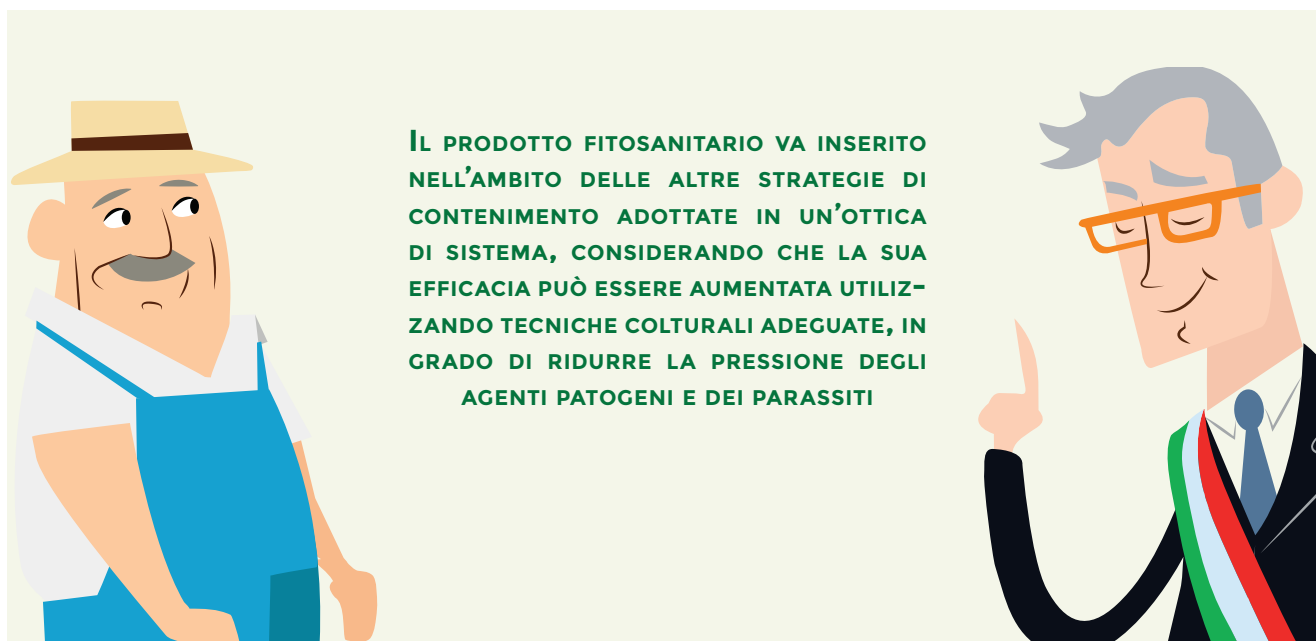 Il prodotto fitosanitario va inserito
nell'ambito delle altre strategie di
contenimento adottate in un'ottica
di sistema, considerando che la sua
efficacia può essere aumentata utiliz-
zando tecniche colturali adeguate, in
grado di ridurre la pressione degli
agenti patogeni e dei parassiti